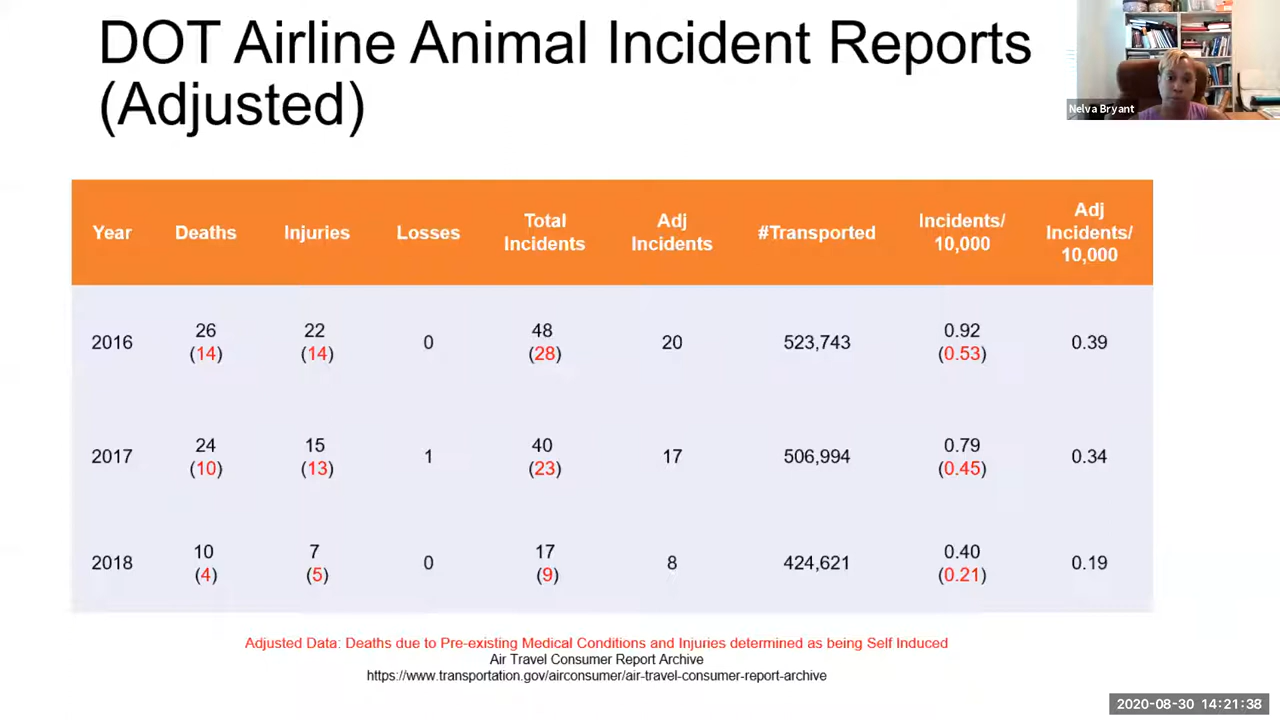 DOT Airline Animal Incident Reports
(Adjusted)
Nelva Bryant
Year Deaths Injuries Losses Total Incidents Adj Incidents #Transported Incidents/ 10,000 Adj Incidents/ 10,000
2016 26 (14) 22 (14) 0 48 (28) 20 523,743 0.92 (0.53) 0.39
2017 24 (10) 15 (13) 1 40 (23) 17 506,994 0.79 (0.45) 0.34
2018 10 (4) 7 (5) 0 17 (9) 8 424,621 0.40 (0.21) 0.19
Adjusted Data: Deaths due to Pre-existing Medical Conditions and Injuries determined as being Self Induced
Air Travel Consumer Report Archive
https://www.transportation.gov/airconsumer/air-travel-consumer-report-archive
2020-08-30 14:21:38